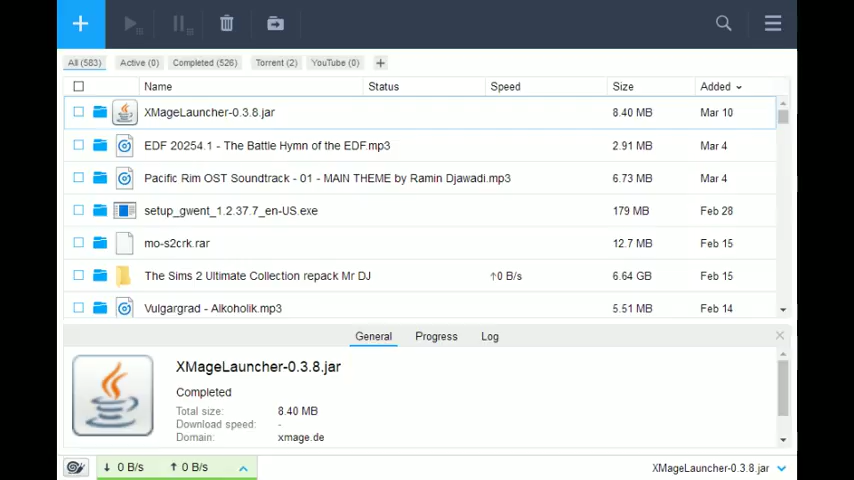 All (583) Active (0) Completed (526) Torrent (2) YouTube (0)
Name Status Speed Size Added
XMageLauncher-0.3.8.jar 8.40 MB Mar 10
EDF 20254.1 - The Battle Hymn of the EDF.mp3 2.91 MB Mar 4
Pacific Rim OST Soundtrack - 01 - MAIN THEME by Ramin Djawadi.mp3 6.73 MB Mar 4
setup_gwent_1.2.37.7_en-US.exe 179 MB Feb 28
mo-s2crk.rar 12.7 MB Feb 15
The Sims 2 Ultimate Collection repack Mr DJ ↑0 B/s 6.64 GB Feb 15
Vulgargrad - Alkoholik.mp3 5.51 MB Feb 14
General Progress Log
XMageLauncher-0.3.8.jar
Completed
Total size: 8.40 MB
Download speed: -
Domain: xmage.de
↓ 0 B/s ↑ 0 B/s XMageLauncher-0.3.8.jar